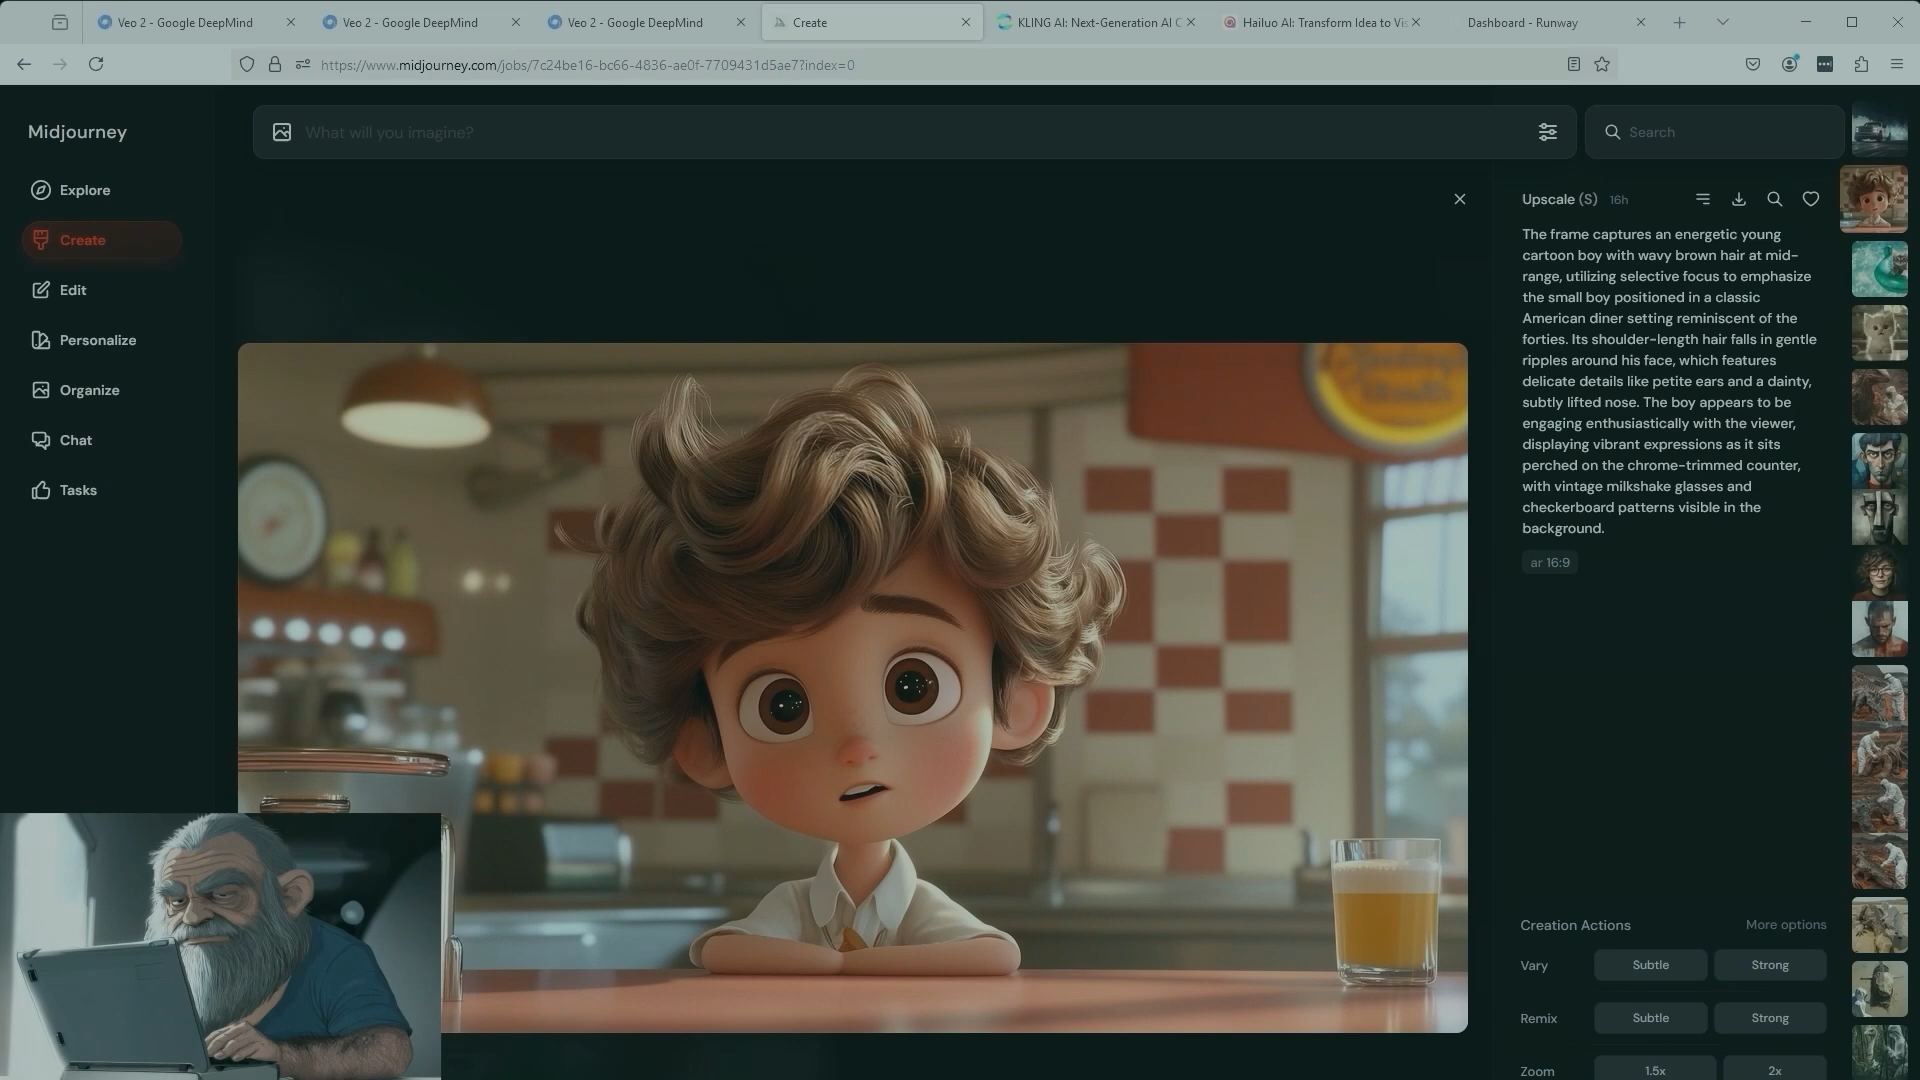 Veo 2 - Google DeepMind
Veo 2 - Google DeepMind
Veo 2 - Google DeepMind
Create
KLING AI: Next-Generation AI C
Hailuo AI: Transform Idea to Vis
Dashboard - Runway
https://www.midjourney.com/jobs/7c24be16-bc66-4836-ae0f-7709431d5ae7?index=0
Midjourney
What will you imagine?
Search
Explore
Create
Edit
Personalize
Organize
Chat
Tasks
Upscale (S) 16h
The frame captures an energetic young
cartoon boy with wavy brown hair at mid-
range, utilizing selective focus to emphasize
the small boy positioned in a classic
American diner setting reminiscent of the
forties. Its shoulder-length hair falls in gentle
ripples around his face, which features
delicate details like petite ears and a dainty,
subtly lifted nose. The boy appears to be
engaging enthusiastically with the viewer,
displaying vibrant expressions as it sits
perched on the chrome-trimmed counter,
with vintage milkshake glasses and
checkerboard patterns visible in the
background.
ar 16:9
Creation Actions More options
Vary Subtle Strong
Remix Subtle Strong
Zoom 1.5x 2x